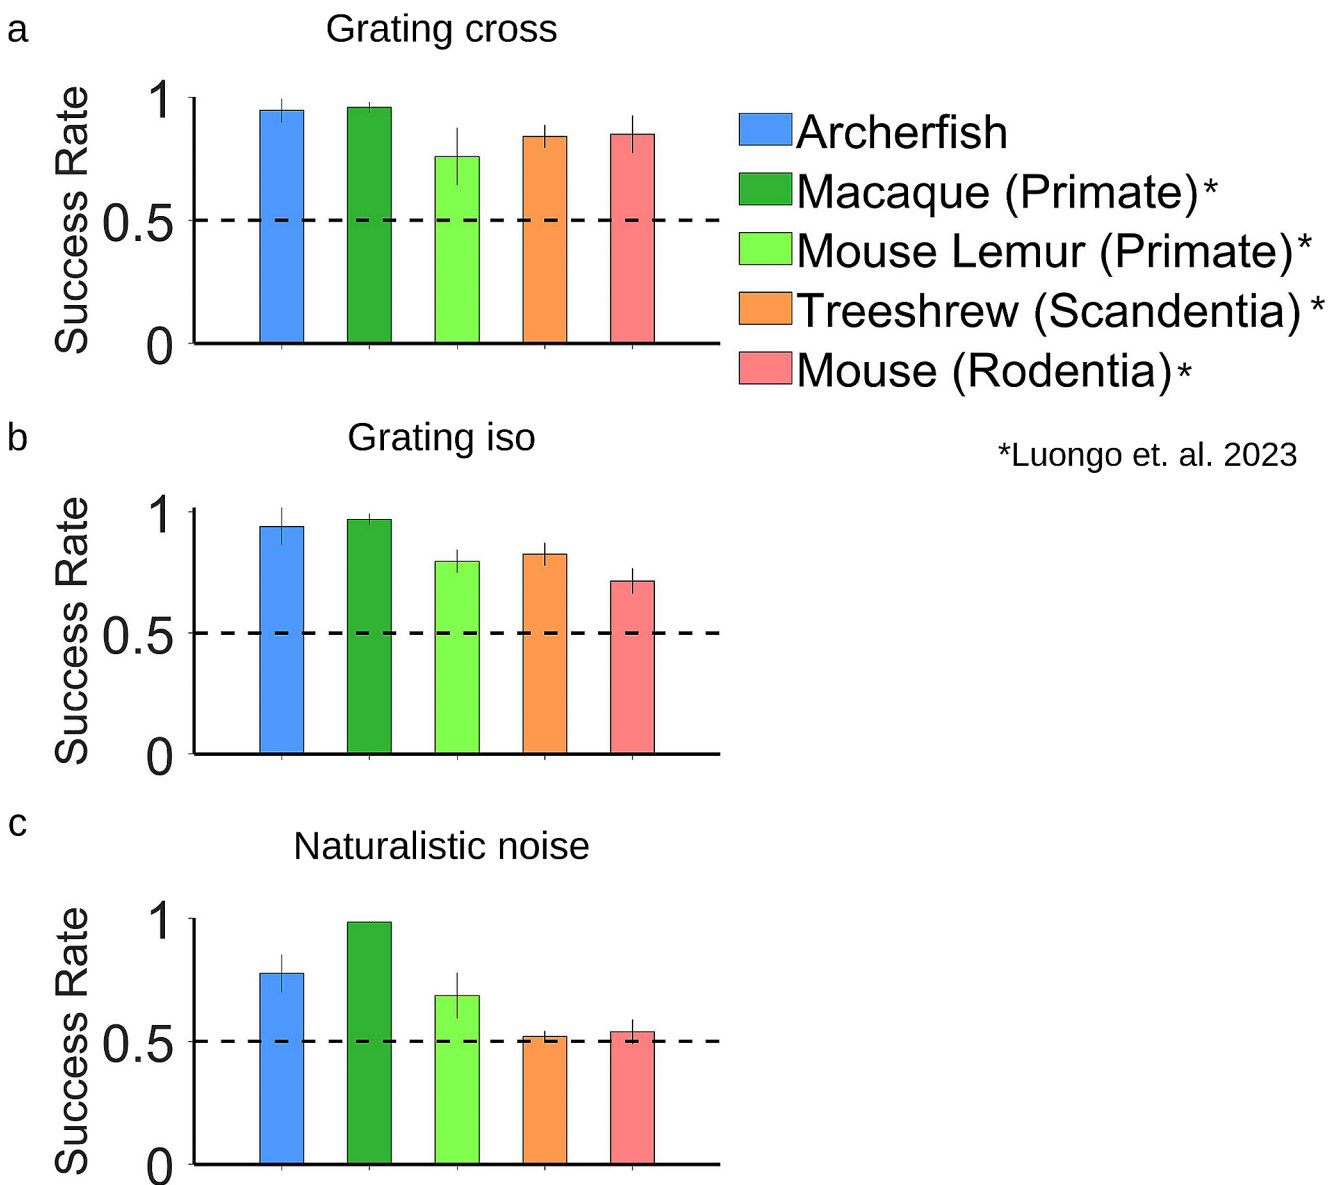 a
Grating cross
Success Rate
1
0.5
0
Archerfish
Macaque (Primate)*
Mouse Lemur (Primate)*
Treeshrew (Scandentia)*
Mouse (Rodentia)*
*Luongo et. al. 2023
b
Grating iso
Success Rate
1
0.5
0
c
Naturalistic noise
Success Rate
1
0.5
0